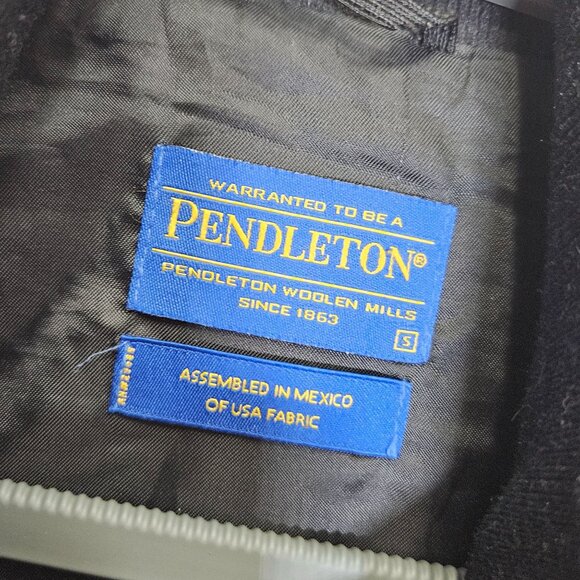 WARRANTED TO BE A
PENDLETON®
PENDLETON WOOLEN MILLS
SINCE 1863
S
ASSEMBLED IN MEXICO
OF USA FABRIC